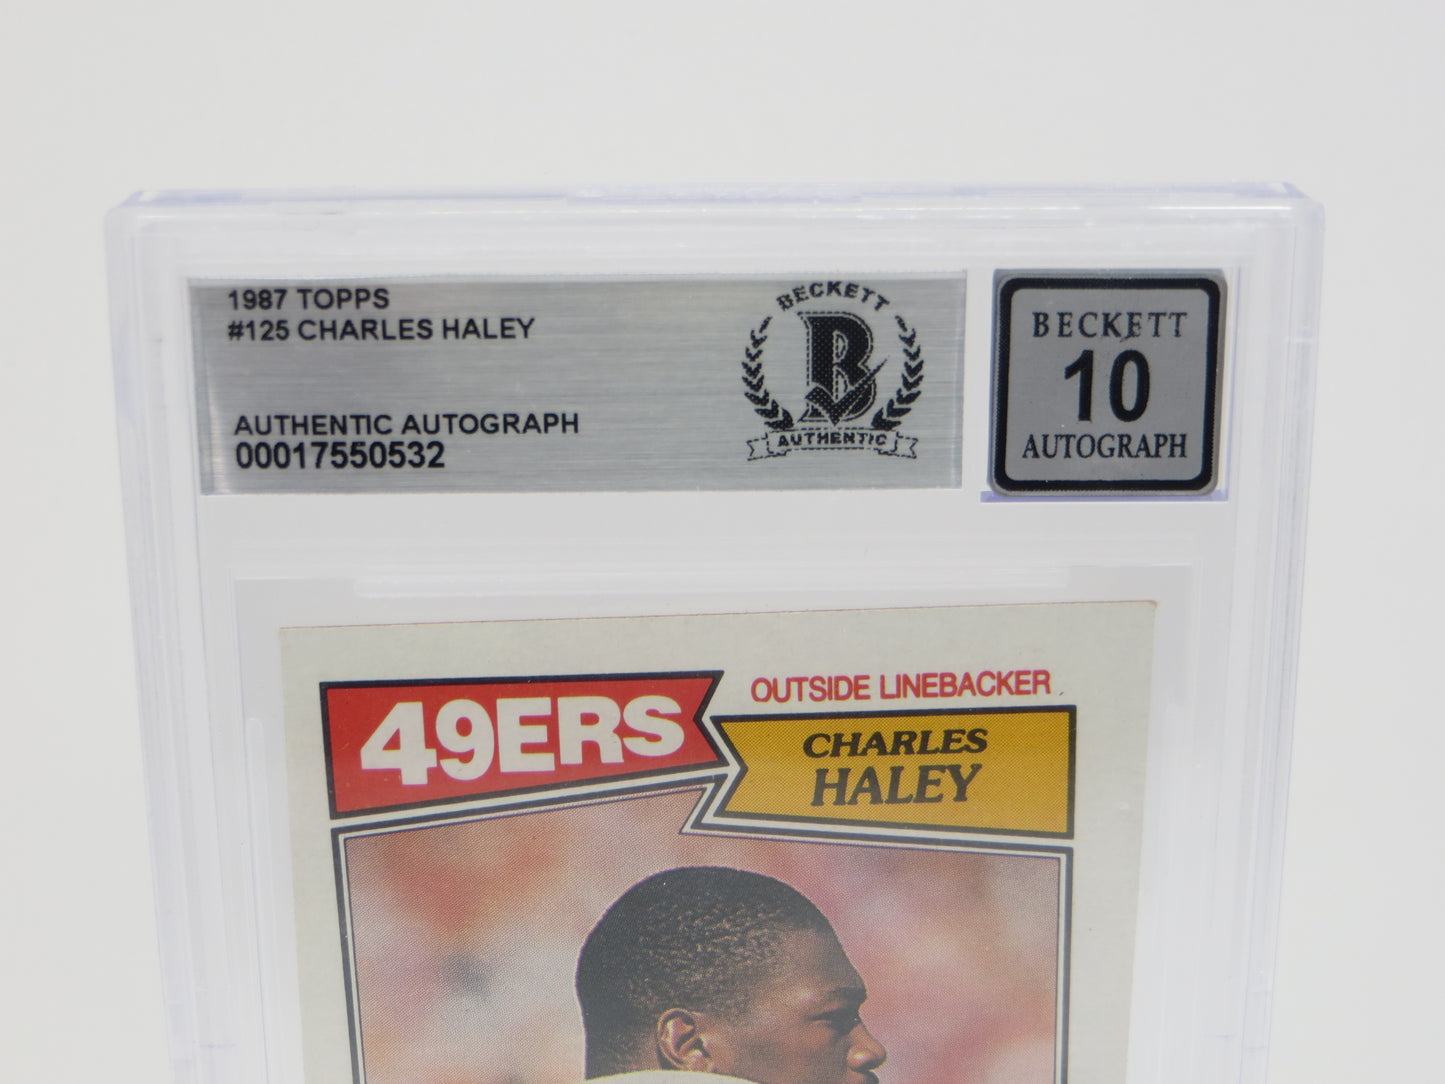 1987 TOPPS
#125 CHARLES HALEY
AUTHENTIC AUTOGRAPH
00017550532
BECKETT
B
AUTHENTIC
BECKETT
10
AUTOGRAPH
49ERS
OUTSIDE LINEBACKER
CHARLES
HALEY